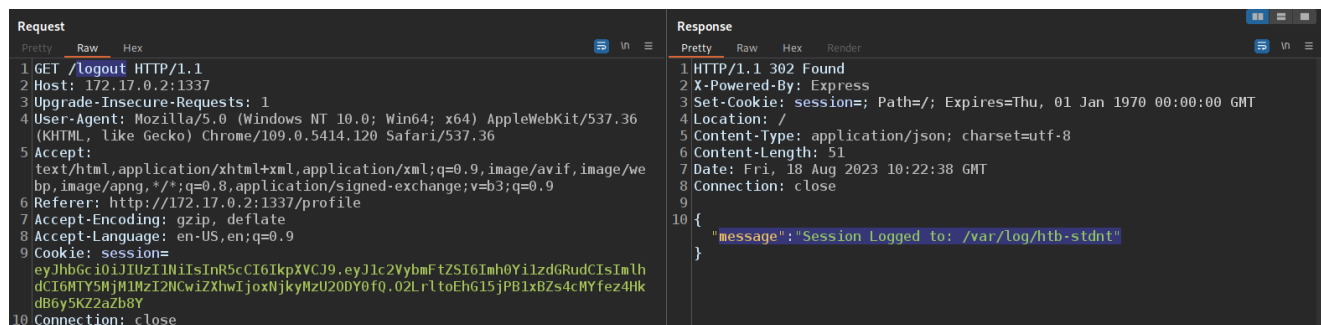 Request
Pretty Raw Hex
\n
1 GET /logout HTTP/1.1
2 Host: 172.17.0.2:1337
3 Upgrade-Insecure-Requests: 1
4 User-Agent: Mozilla/5.0 (Windows NT 10.0; Win64; x64) AppleWebKit/537.36
(KHTML, like Gecko) Chrome/109.0.5414.120 Safari/537.36
5 Accept:
text/html,application/xhtml+xml,application/xml;q=0.9,image/avif,image/we
bp,image/apng,*/*;q=0.8,application/signed-exchange;v=b3;q=0.9
6 Referer: http://172.17.0.2:1337/profile
7 Accept-Encoding: gzip, deflate
8 Accept-Language: en-US,en;q=0.9
9 Cookie: session=
eyJhbGciOiJIUzI1NiIsInR5cCI6IkpXVCJ9.eyJ1c2VybmFtZSI6Imh0Yi1zdGRudCIsImlh
dCI6MTY5MjM1MzI2NCwiZXhwIjoxNjkyMzU2ODY0fQ.O2LrltoEhG15jPB1xBZs4cMYfez4Hk
dB6y5KZ2aZb8Y
10 Connection: close
Response
Pretty Raw Hex Render
\n
1 HTTP/1.1 302 Found
2 X-Powered-By: Express
3 Set-Cookie: session=; Path=/; Expires=Thu, 01 Jan 1970 00:00:00 GMT
4 Location: /
5 Content-Type: application/json; charset=utf-8
6 Content-Length: 51
7 Date: Fri, 18 Aug 2023 10:22:38 GMT
8 Connection: close
9
10 {
"message":"Session Logged to: /var/log/htb-stdnt"
}